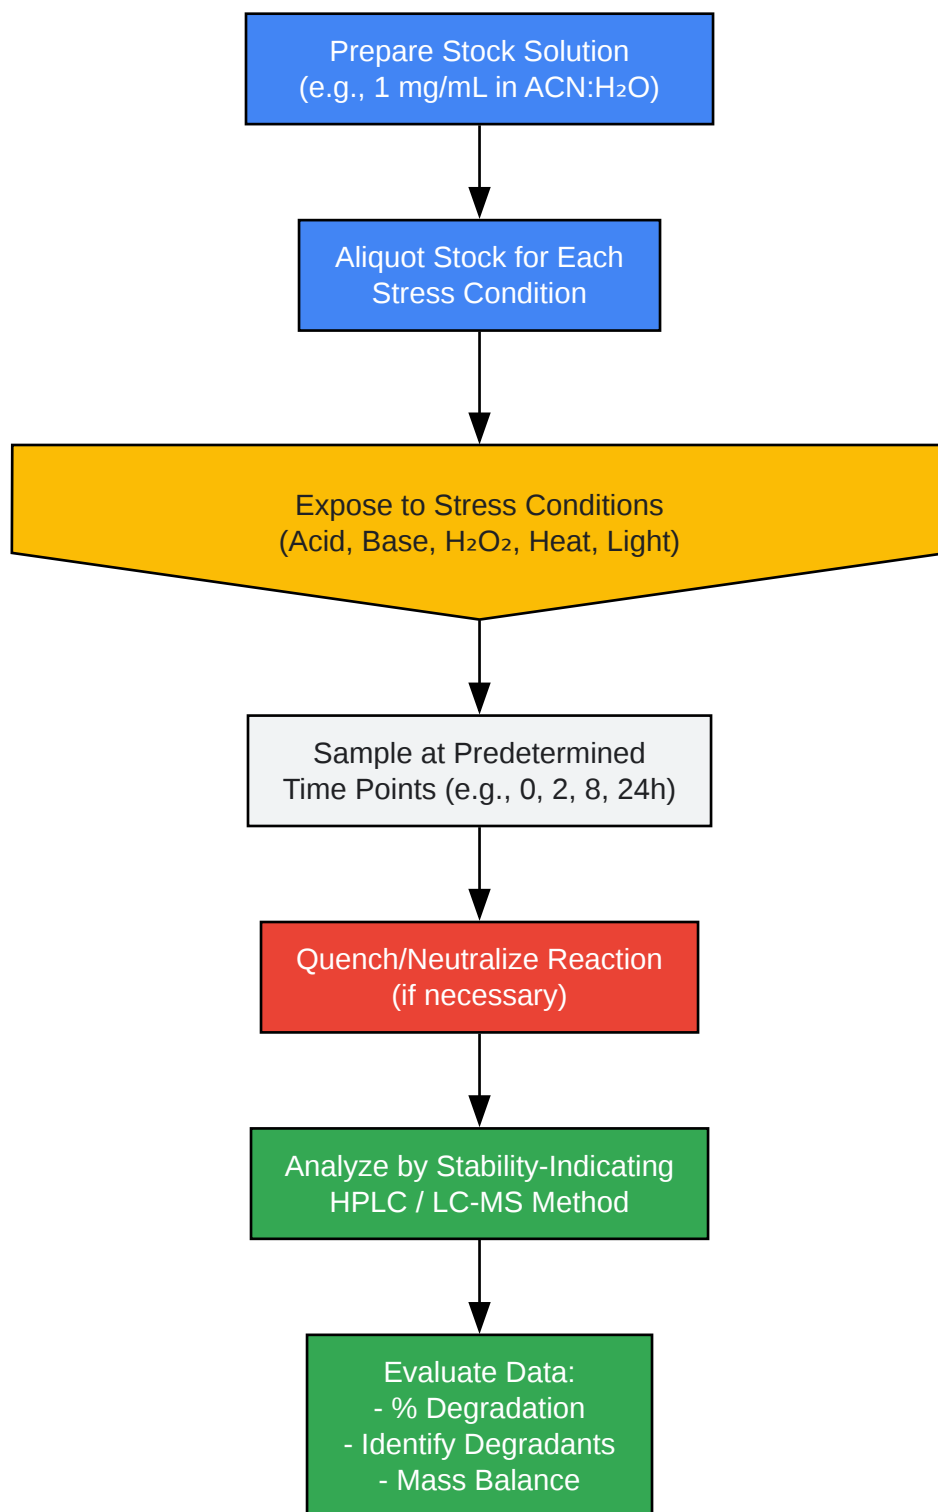 Prepare Stock Solution
(e.g., 1 mg/mL in ACN:H₂O)
Aliquot Stock for Each
Stress Condition
Expose to Stress Conditions
(Acid, Base, H₂O₂, Heat, Light)
Sample at Predetermined
Time Points (e.g., 0, 2, 8, 24h)
Quench/Neutralize Reaction
(if necessary)
Analyze by Stability-Indicating
HPLC / LC-MS Method
Evaluate Data:
- % Degradation
- Identify Degradants
- Mass Balance